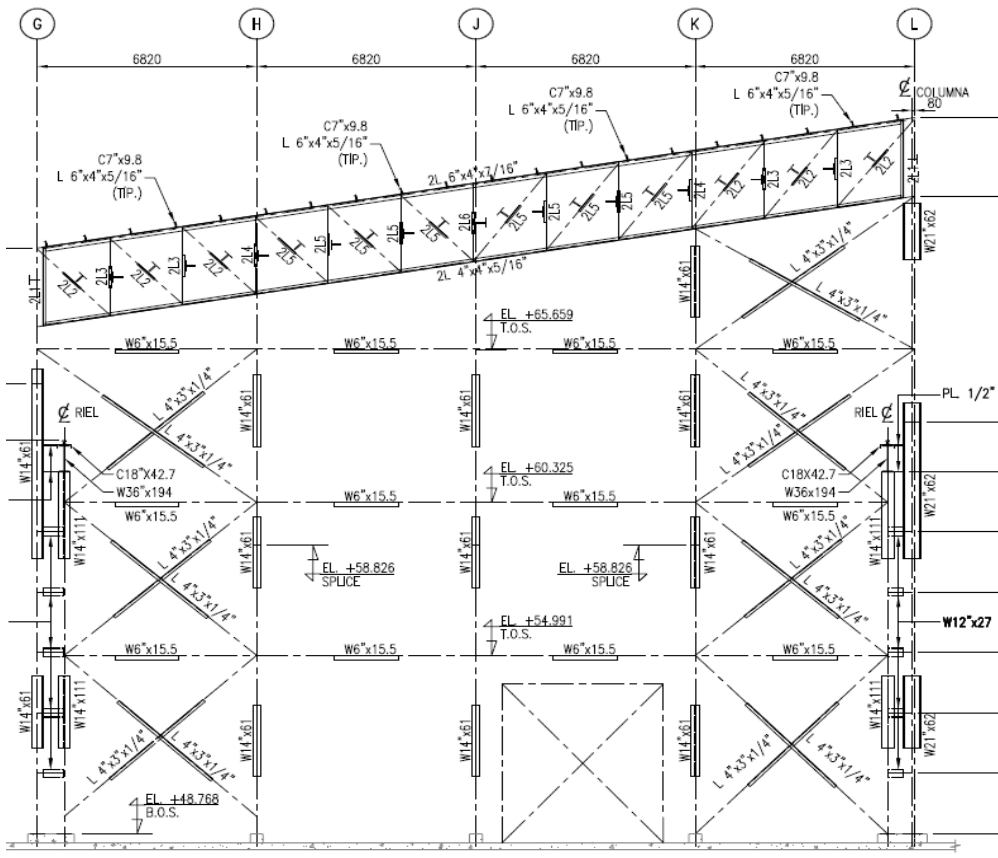 G H J K L
6820 6820 6820 6820
℄ COLUMNA
80
C7"x9.8
L 6"x4"x5/16"
(TIP.)
C7"x9.8
L 6"x4"x5/16"
(TIP.)
C7"x9.8
L 6"x4"x5/16"
(TIP.)
C7"x9.8
L 6"x4"x5/16"
(TIP.)
2L 6"x4"x7/16"
2L1 2L2 2L3 2L2 2L3 2L2 2L4 2L5 2L5 2L5 2L5 2L5 2L6 2L5 2L5 2L5 2L5 2L5 2L4 2L2 2L3 2L2 2L3 2L2 2L1
2L 4"x4"x5/16"
W21"x62
W14"x61
L 4"x3"x1/4"
L 4"x3"x1/4"
EL. +65.659
T.O.S.
W6"x15.5 W6"x15.5 W6"x15.5 W6"x15.5
W14"x61
℄ RIEL
L 4"x3"x1/4"
L 4"x3"x1/4"
W14"x61
W14"x61
W14"x61
L 4"x3"x1/4"
L 4"x3"x1/4"
RIEL ℄
PL. 1/2"
C18"X42.7
W36"x194
EL. +60.325
T.O.S.
C18X42.7
W36x194
W21"x62
W6"x15.5 W6"x15.5 W6"x15.5 W6"x15.5
W14"x111
L 4"x3"x1/4"
L 4"x3"x1/4"
W14"x61
EL. +58.826
SPLICE
W14"x61
EL. +58.826
SPLICE
W14"x61
L 4"x3"x1/4"
L 4"x3"x1/4"
W14"x111
EL. +54.991
T.O.S.
W12"x27
W6"x15.5 W6"x15.5 W6"x15.5 W6"x15.5
W14"x61
W14"x111
L 4"x3"x1/4"
L 4"x3"x1/4"
W14"x61
W14"x61
W14"x61
L 4"x3"x1/4"
L 4"x3"x1/4"
W14"x111
W21"x62
EL. +48.768
B.O.S.